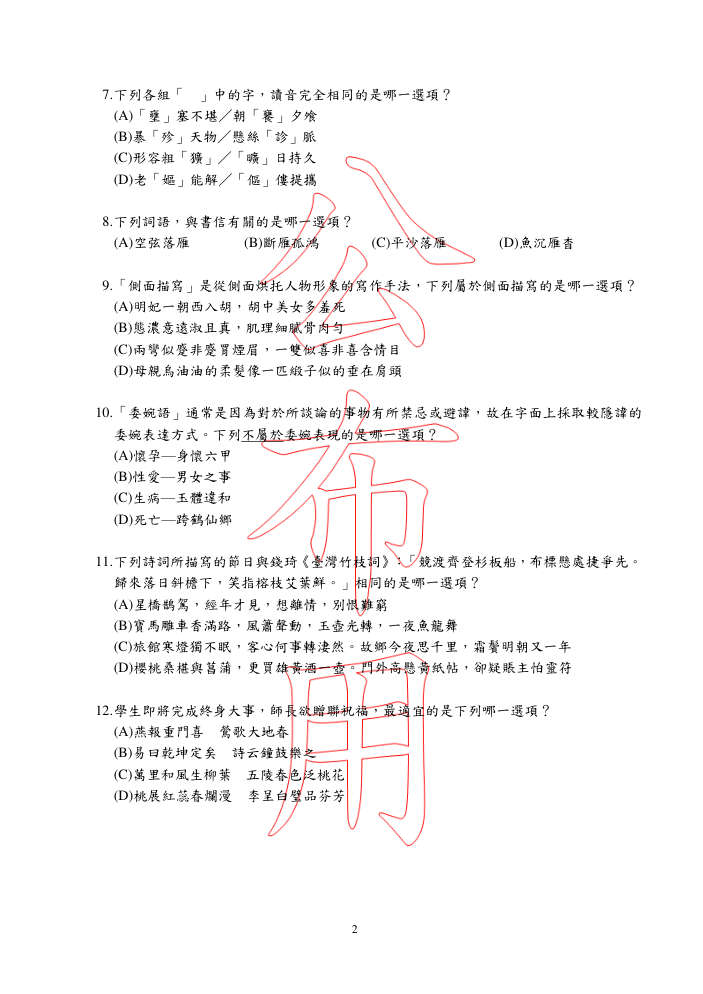 7.下列各組「　」中的字，讀音完全相同的是哪一選項？
(A)「壅」塞不堪／朝「饔」夕飧
(B)暴「殄」天物／懸絲「診」脈
(C)形容粗「獷」／「曠」日持久
(D)老「嫗」能解／「傴」僂提攜
8.下列詞語，與書信有關的是哪一選項？
(A)空弦落雁　(B)斷雁孤鴻　(C)平沙落雁　(D)魚沉雁杳
9.「側面描寫」是從側面烘托人物形象的寫作手法，下列屬於側面描寫的是哪一選項？
(A)明妃一朝西入胡，胡中美女多羞死
(B)態濃意遠淑且真，肌理細膩骨肉勻
(C)兩彎似蹙非蹙罥煙眉，一雙似喜非喜含情目
(D)母親烏油油的柔髮像一匹緞子似的垂在肩頭
10.「委婉語」通常是因為對於所談論的事物有所禁忌或避諱，故在字面上採取較隱諱的
委婉表達方式。下列不屬於委婉表現的是哪一選項？
(A)懷孕—身懷六甲
(B)性愛—男女之事
(C)生病—玉體違和
(D)死亡—跨鶴仙鄉
11.下列詩詞所描寫的節日與錢琦《臺灣竹枝詞》：「競渡齊登杉板船，布標懸處捷爭先。
歸來落日斜檐下，笑指榕枝艾葉鮮。」相同的是哪一選項？
(A)星橋鵲駕，經年才見，想離情，別恨難窮
(B)寶馬雕車香滿路，風簫聲動，玉壺光轉，一夜魚龍舞
(C)旅館寒燈獨不眠，客心何事轉淒然。故鄉今夜思千里，霜鬢明朝又一年
(D)櫻桃桑椹與菖蒲，更買雄黃酒一壺。門外高懸黃紙帖，卻疑賬主怕靈符
12.學生即將完成終身大事，師長欲贈聯祝福，最適宜的是下列哪一選項？
(A)燕報重門喜　鶯歌大地春
(B)易曰乾坤定矣　詩云鐘鼓樂之
(C)萬里和風生柳葉　五陵春色泛桃花
(D)桃展紅蕊春爛漫　李呈白璧品芬芳
公布用
2